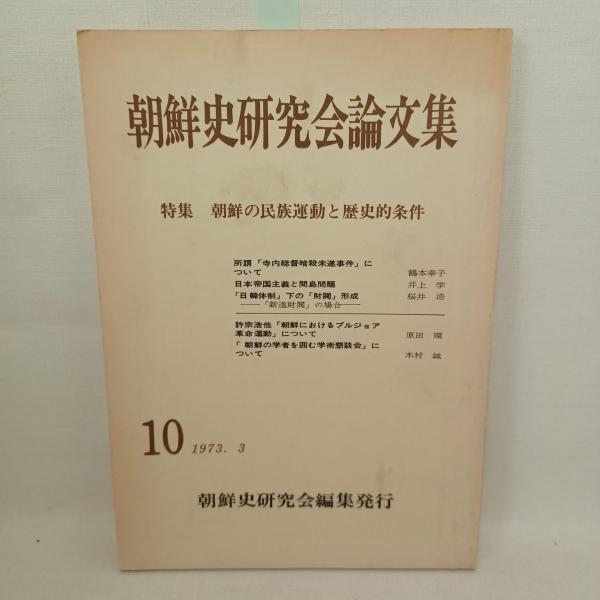 朝鮮史研究会論文集
特集 朝鮮の民族運動と歴史的条件
所謂「寺内総督暗殺未遂事件」に
ついて 鶴本幸子
日本帝国主義と間島問題 井上 学
「日韓体制」下の「財閥」形成 桜井 浩
――「新進財閥」の場合――
許宗浩他「朝鮮におけるブルジョア
革命運動」について 原田 環
「朝鮮の学者を囲む学術懇談会」に
ついて 木村 誠
10 1973. 3
朝鮮史研究会編集発行